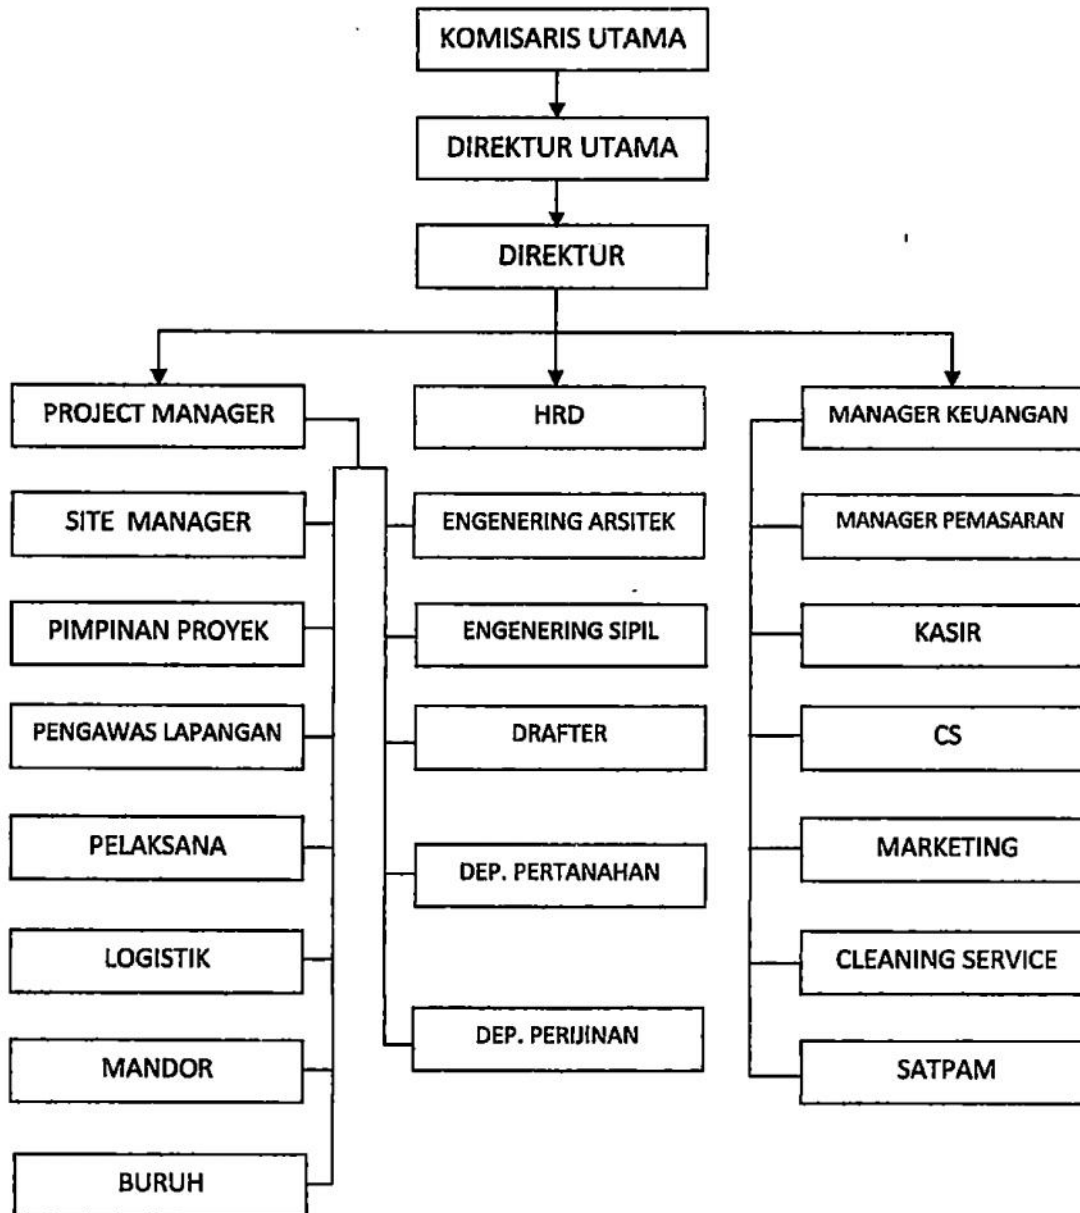 KOMISARIS UTAMA
DIREKTUR UTAMA
DIREKTUR
PROJECT MANAGER
HRD
MANAGER KEUANGAN
SITE MANAGER
ENGENERING ARSITEK
MANAGER PEMASARAN
PIMPINAN PROYEK
ENGENERING SIPIL
KASIR
PENGAWAS LAPANGAN
DRAFTER
CS
PELAKSANA
DEP. PERTANAHAN
MARKETING
LOGISTIK
CLEANING SERVICE
MANDOR
DEP. PERIJINAN
SATPAM
BURUH